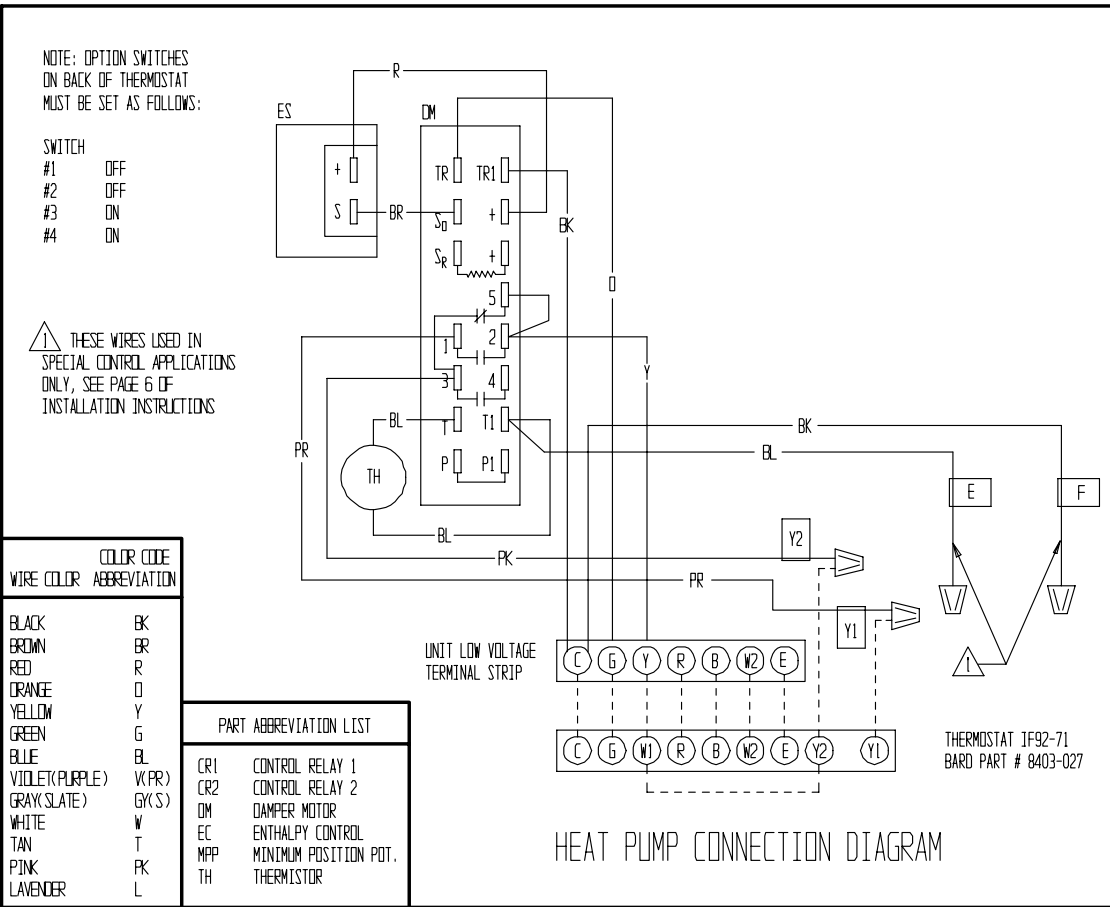 NOTE: OPTION SWITCHES
ON BACK OF THERMOSTAT
MUST BE SET AS FOLLOWS:
SWITCH
#1 OFF
#2 OFF
#3 ON
#4 ON
1 THESE WIRES USED IN
SPECIAL CONTROL APPLICATIONS
ONLY, SEE PAGE 6 OF
INSTALLATION INSTRUCTIONS
ES
+
S
R
BR
DM
TR TR1
SO +
SR +
5
1 2
3 4
T T1
P P1
BK
O
Y
BL
TH
BL
PR
BK
BL
E
F
PK
Y2
PR
Y1
1
UNIT LOW VOLTAGE
TERMINAL STRIP
C G Y R B W2 E
C G W1 R B W2 E Y2 Y1
THERMOSTAT IF92-71
BARD PART # 8403-027
HEAT PUMP CONNECTION DIAGRAM
COLOR CODE
WIRE COLOR ABBREVIATION
BLACK BK
BROWN BR
RED R
ORANGE O
YELLOW Y
GREEN G
BLUE BL
VIOLET(PURPLE) V(PR)
GRAY(SLATE) GY(S)
WHITE W
TAN T
PINK PK
LAVENDER L
PART ABBREVIATION LIST
CR1 CONTROL RELAY 1
CR2 CONTROL RELAY 2
DM DAMPER MOTOR
EC ENTHALPY CONTROL
MPP MINIMUM POSITION POT.
TH THERMISTOR